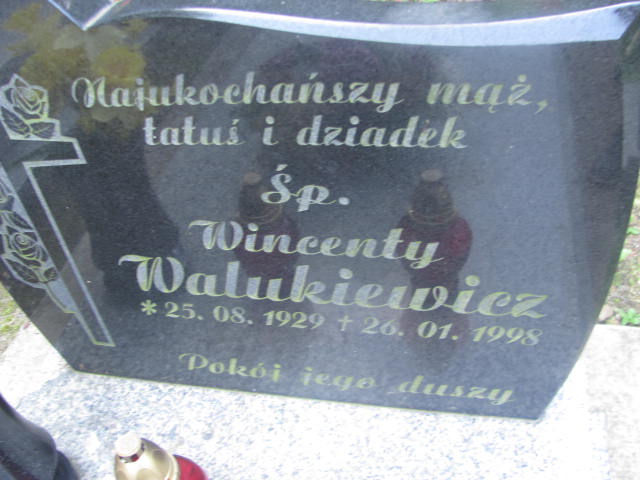 Najukochańszy mąż,
tatuś i dziadek
Śp.
Wincenty
Walukiewicz
* 25. 08. 1929 † 26. 01. 1998
Pokój jego duszy